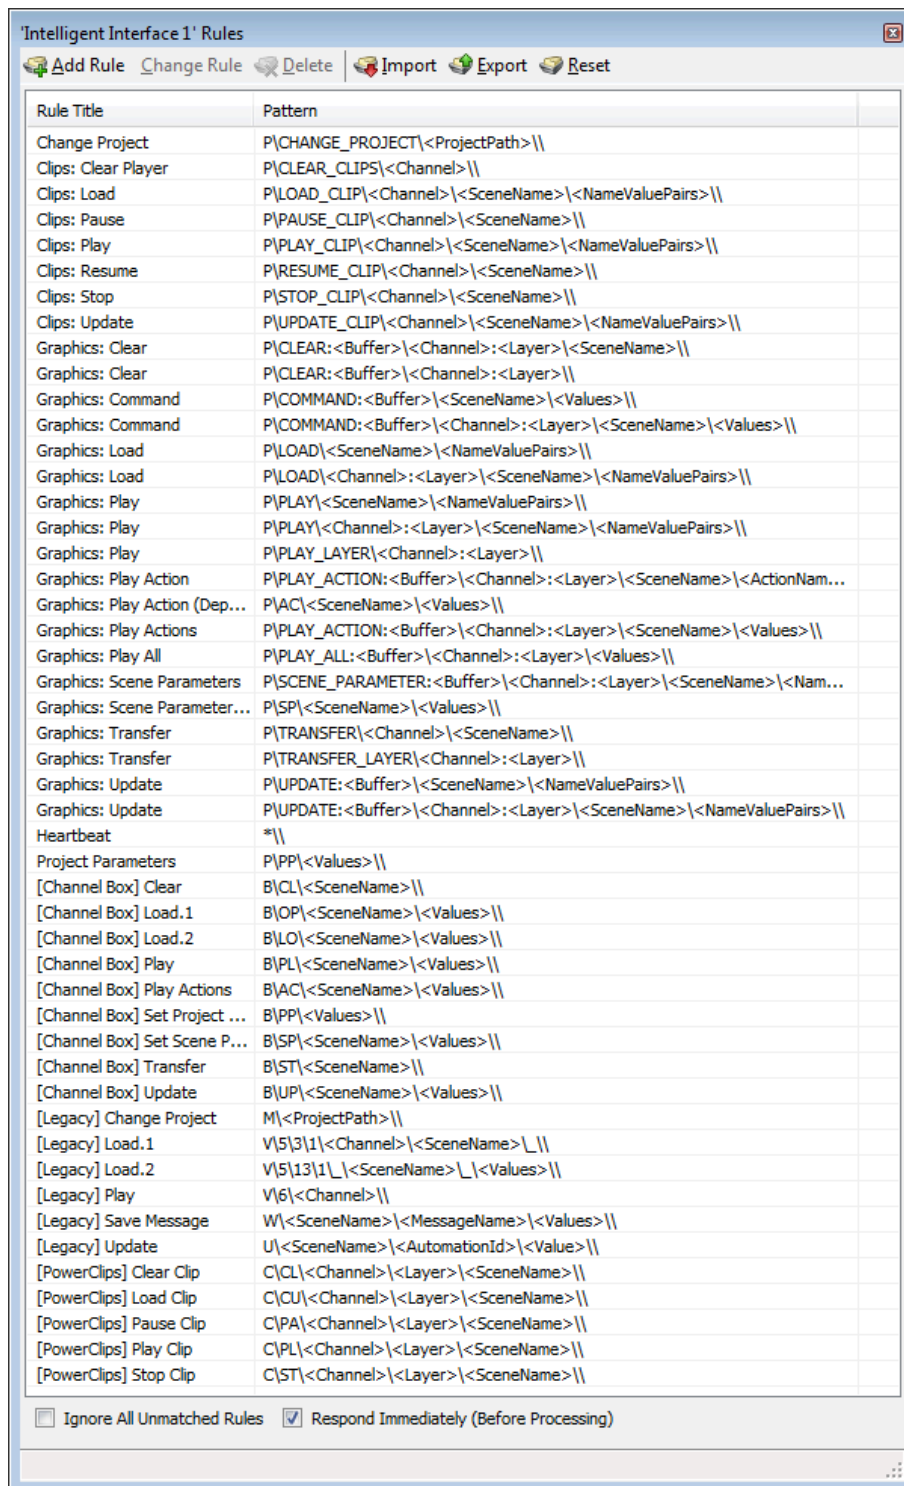 'Intelligent Interface 1' Rules
Add Rule Change Rule Delete Import Export Reset
Rule Title Pattern
Change Project P\CHANGE_PROJECT\<ProjectPath>\\
Clips: Clear Player P\CLEAR_CLIPS\<Channel>\\
Clips: Load P\LOAD_CLIP\<Channel>\<SceneName>\<NameValuePairs>\\
Clips: Pause P\PAUSE_CLIP\<Channel>\<SceneName>\\
Clips: Play P\PLAY_CLIP\<Channel>\<SceneName>\<NameValuePairs>\\
Clips: Resume P\RESUME_CLIP\<Channel>\<SceneName>\\
Clips: Stop P\STOP_CLIP\<Channel>\<SceneName>\\
Clips: Update P\UPDATE_CLIP\<Channel>\<SceneName>\<NameValuePairs>\\
Graphics: Clear P\CLEAR:<Buffer>\<Channel>:<Layer>\<SceneName>\\
Graphics: Clear P\CLEAR:<Buffer>\<Channel>:<Layer>\\
Graphics: Command P\COMMAND:<Buffer>\<SceneName>\<Values>\\
Graphics: Command P\COMMAND:<Buffer>\<Channel>:<Layer>\<SceneName>\<Values>\\
Graphics: Load P\LOAD\<SceneName>\<NameValuePairs>\\
Graphics: Load P\LOAD\<Channel>:<Layer>\<SceneName>\<NameValuePairs>\\
Graphics: Play P\PLAY\<SceneName>\<NameValuePairs>\\
Graphics: Play P\PLAY\<Channel>:<Layer>\<SceneName>\<NameValuePairs>\\
Graphics: Play P\PLAY_LAYER\<Channel>:<Layer>\\
Graphics: Play Action P\PLAY_ACTION:<Buffer>\<Channel>:<Layer>\<SceneName>\<ActionNam...
Graphics: Play Action (Dep... P\AC\<SceneName>\<Values>\\
Graphics: Play Actions P\PLAY_ACTION:<Buffer>\<Channel>:<Layer>\<SceneName>\<Values>\\
Graphics: Play All P\PLAY_ALL:<Buffer>\<Channel>:<Layer>\<Values>\\
Graphics: Scene Parameters P\SCENE_PARAMETER:<Buffer>\<Channel>:<Layer>\<SceneName>\<Nam...
Graphics: Scene Parameter... P\SP\<SceneName>\<Values>\\
Graphics: Transfer P\TRANSFER\<Channel>\<SceneName>\\
Graphics: Transfer P\TRANSFER_LAYER\<Channel>:<Layer>\\
Graphics: Update P\UPDATE:<Buffer>\<SceneName>\<NameValuePairs>\\
Graphics: Update P\UPDATE:<Buffer>\<Channel>:<Layer>\<SceneName>\<NameValuePairs>\\
Heartbeat *\\
Project Parameters P\PP\<Values>\\
[Channel Box] Clear B\CL\<SceneName>\\
[Channel Box] Load.1 B\OP\<SceneName>\<Values>\\
[Channel Box] Load.2 B\LO\<SceneName>\<Values>\\
[Channel Box] Play B\PL\<SceneName>\<Values>\\
[Channel Box] Play Actions B\AC\<SceneName>\<Values>\\
[Channel Box] Set Project ... B\PP\<Values>\\
[Channel Box] Set Scene P... B\SP\<SceneName>\<Values>\\
[Channel Box] Transfer B\ST\<SceneName>\\
[Channel Box] Update B\UP\<SceneName>\<Values>\\
[Legacy] Change Project M\<ProjectPath>\\
[Legacy] Load.1 V\5\3\1\<Channel>\<SceneName>\_\\
[Legacy] Load.2 V\5\13\1\_\<SceneName>\_\<Values>\\
[Legacy] Play V\6\<Channel>\\
[Legacy] Save Message W\<SceneName>\<MessageName>\<Values>\\
[Legacy] Update U\<SceneName>\<AutomationId>\<Value>\\
[PowerClips] Clear Clip C\CL\<Channel>\<Layer>\<SceneName>\\
[PowerClips] Load Clip C\CU\<Channel>\<Layer>\<SceneName>\\
[PowerClips] Pause Clip C\PA\<Channel>\<Layer>\<SceneName>\\
[PowerClips] Play Clip C\PL\<Channel>\<Layer>\<SceneName>\\
[PowerClips] Stop Clip C\ST\<Channel>\<Layer>\<SceneName>\\
Ignore All Unmatched Rules Respond Immediately (Before Processing)